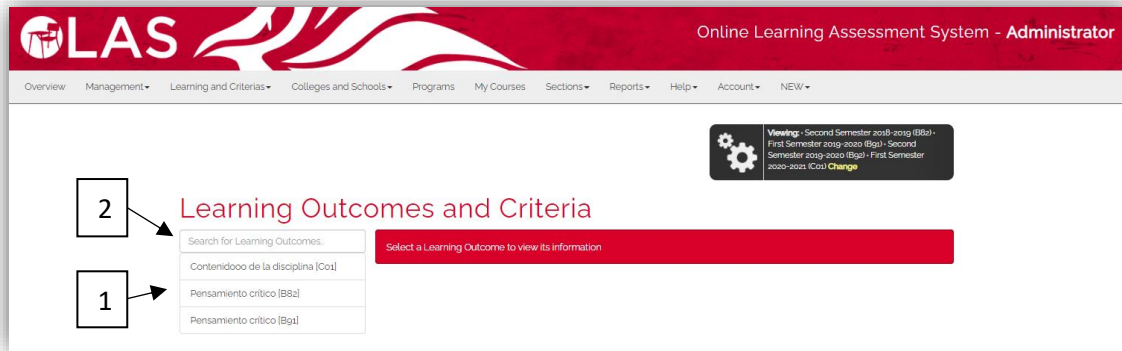 OLAS
Online Learning Assessment System - Administrator
Overview Management Learning and Criterias Colleges and Schools Programs My Courses Sections Reports Help Account NEW
Viewing: • Second Semester 2018-2019 (B82) •
First Semester 2019-2020 (B91) • Second
Semester 2019-2020 (B92) • First Semester
2020-2021 (C01) Change
2
Learning Outcomes and Criteria
Search for Learning Outcomes..
Select a Learning Outcome to view its information
Contenidooo de la disciplina [C01]
1
Pensamiento crítico [B82]
Pensamiento crítico [B91]